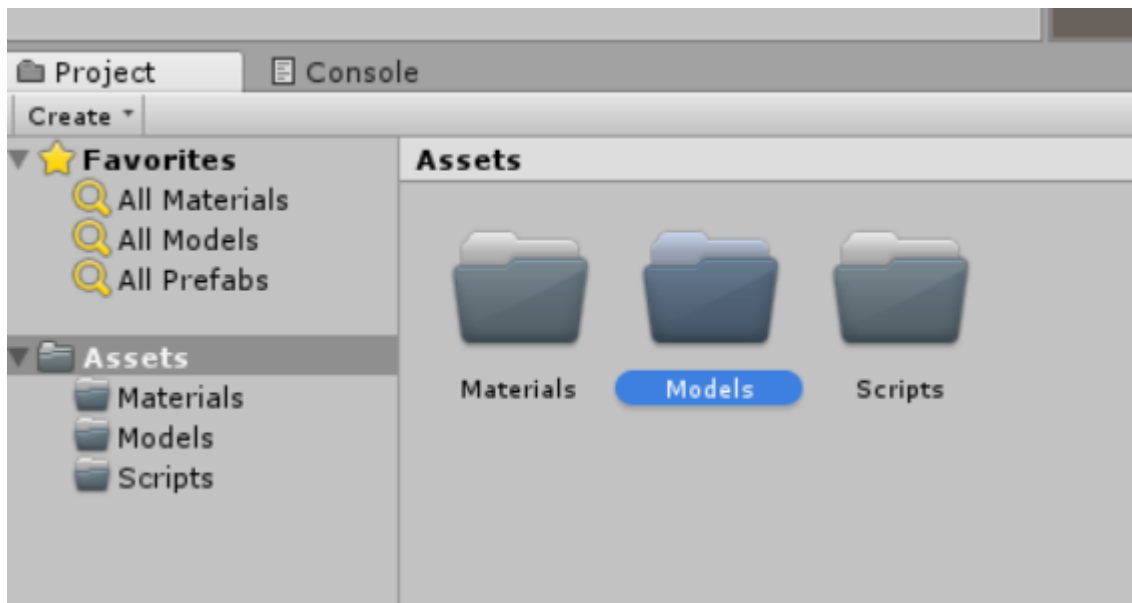 Project Console
Create
Favorites
All Materials
All Models
All Prefabs
Assets
Materials
Models
Scripts
Assets
Materials Models Scripts